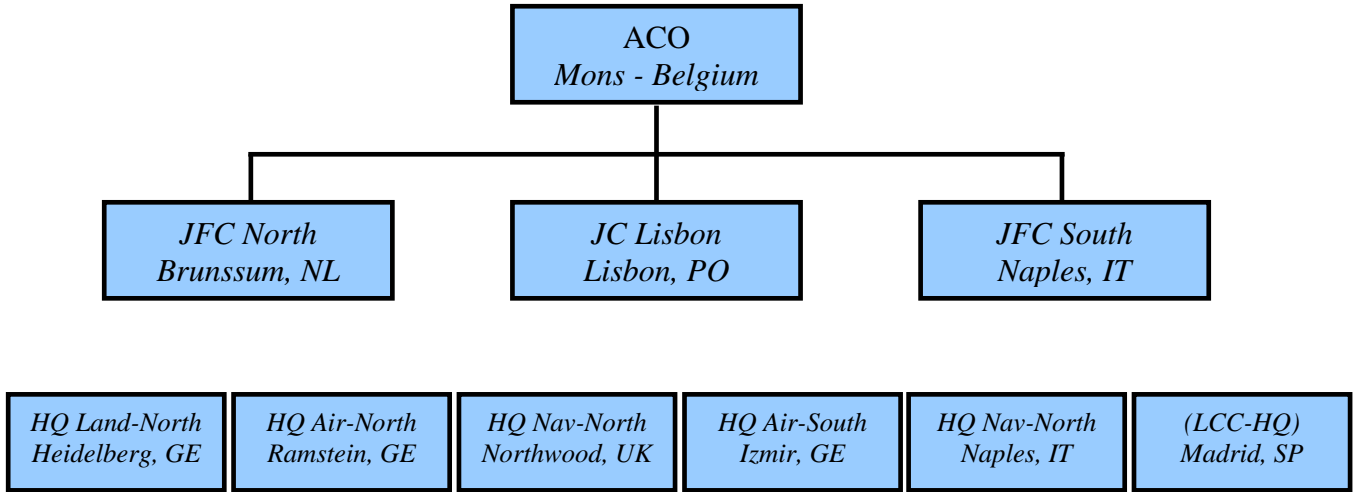 ACO
Mons - Belgium
JFC North
Brunssum, NL
JC Lisbon
Lisbon, PO
JFC South
Naples, IT
HQ Land-North
Heidelberg, GE
HQ Air-North
Ramstein, GE
HQ Nav-North
Northwood, UK
HQ Air-South
Izmir, GE
HQ Nav-North
Naples, IT
(LCC-HQ)
Madrid, SP